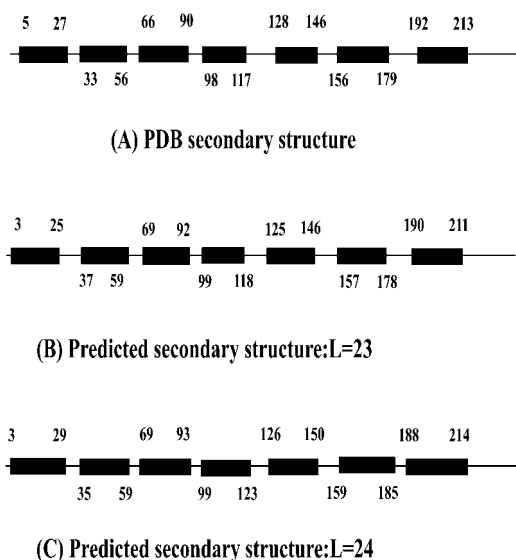 5 27 66 90 128 146 192 213
33 56 98 117 156 179
(A) PDB secondary structure
3 25 69 92 125 146 190 211
37 59 99 118 157 178
(B) Predicted secondary structure:L=23
3 29 69 93 126 150 188 214
35 59 99 123 159 185
(C) Predicted secondary structure:L=24